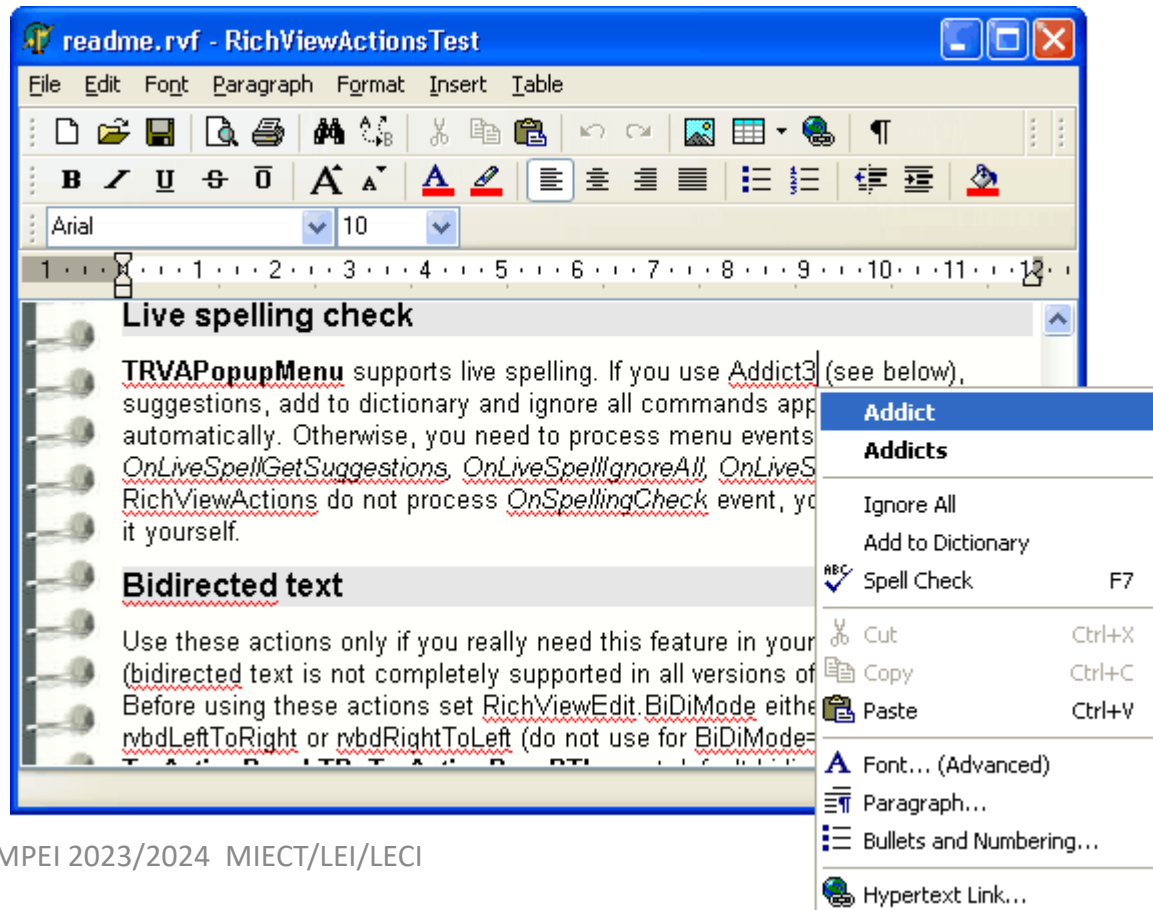 readme.rvf - RichViewActionsTest
File Edit Font Paragraph Format Insert Table
B I U S O A A A
Arial 10
1 1 2 3 4 5 6 7 8 9 10 11 12
Live spelling check
TRVAPopupMenu supports live spelling. If you use Addict3 (see below),
suggestions, add to dictionary and ignore all commands app
automatically. Otherwise, you need to process menu events
OnLiveSpellGetSuggestions, OnLiveSpellIgnoreAll, OnLiveS
RichViewActions do not process OnSpellingCheck event, yo
it yourself.
Bidirected text
Use these actions only if you really need this feature in your
(bidirected text is not completely supported in all versions of
Before using these actions set RichViewEdit.BiDiMode eithe
rvbdLeftToRight or rvbdRightToLeft (do not use for BiDiMode=
Addict
Addicts
Ignore All
Add to Dictionary
ABC Spell Check F7
Cut Ctrl+X
Copy Ctrl+C
Paste Ctrl+V
A Font... (Advanced)
Paragraph...
Bullets and Numbering...
Hypertext Link...
MPEI 2023/2024 MIECT/LEI/LECI